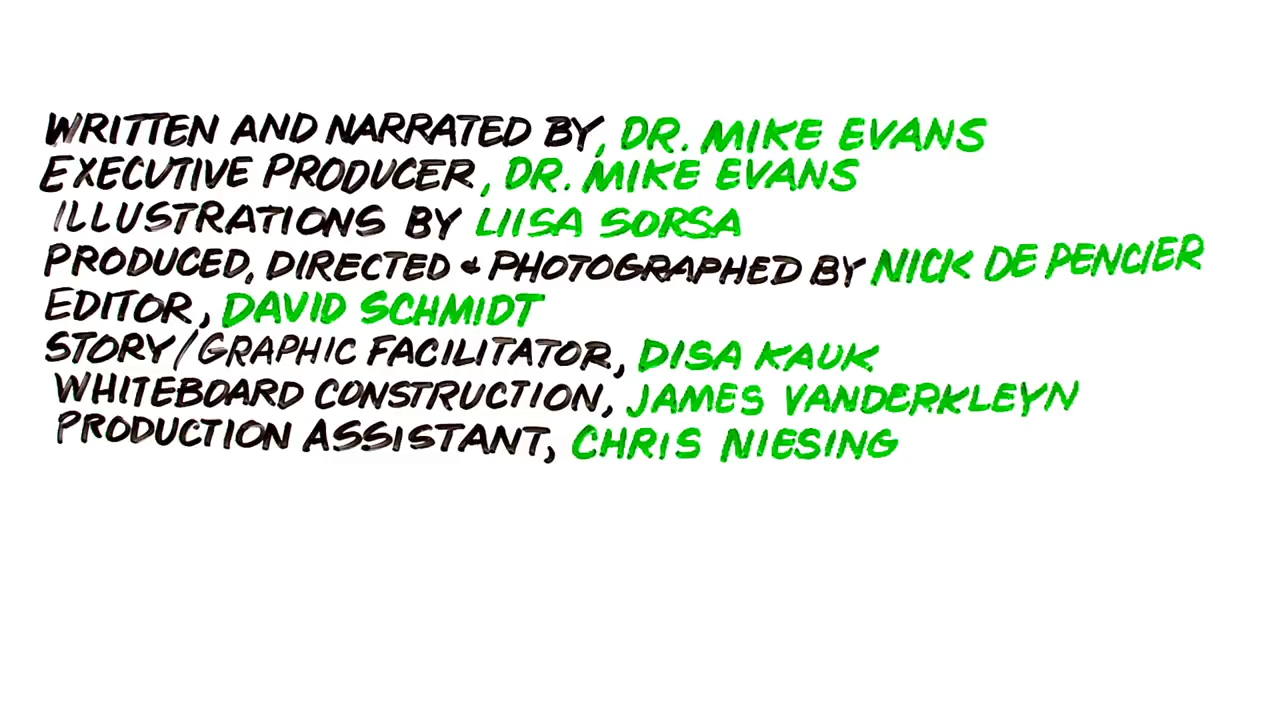 WRITTEN AND NARRATED BY, DR. MIKE EVANS
EXECUTIVE PRODUCER, DR. MIKE EVANS
ILLUSTRATIONS BY LIISA SORSA
PRODUCED, DIRECTED & PHOTOGRAPHED BY NICK DE PENCIER
EDITOR, DAVID SCHMIDT
STORY/GRAPHIC FACILITATOR, DISA KAUK
WHITEBOARD CONSTRUCTION, JAMES VANDERKLEYN
PRODUCTION ASSISTANT, CHRIS NIESING